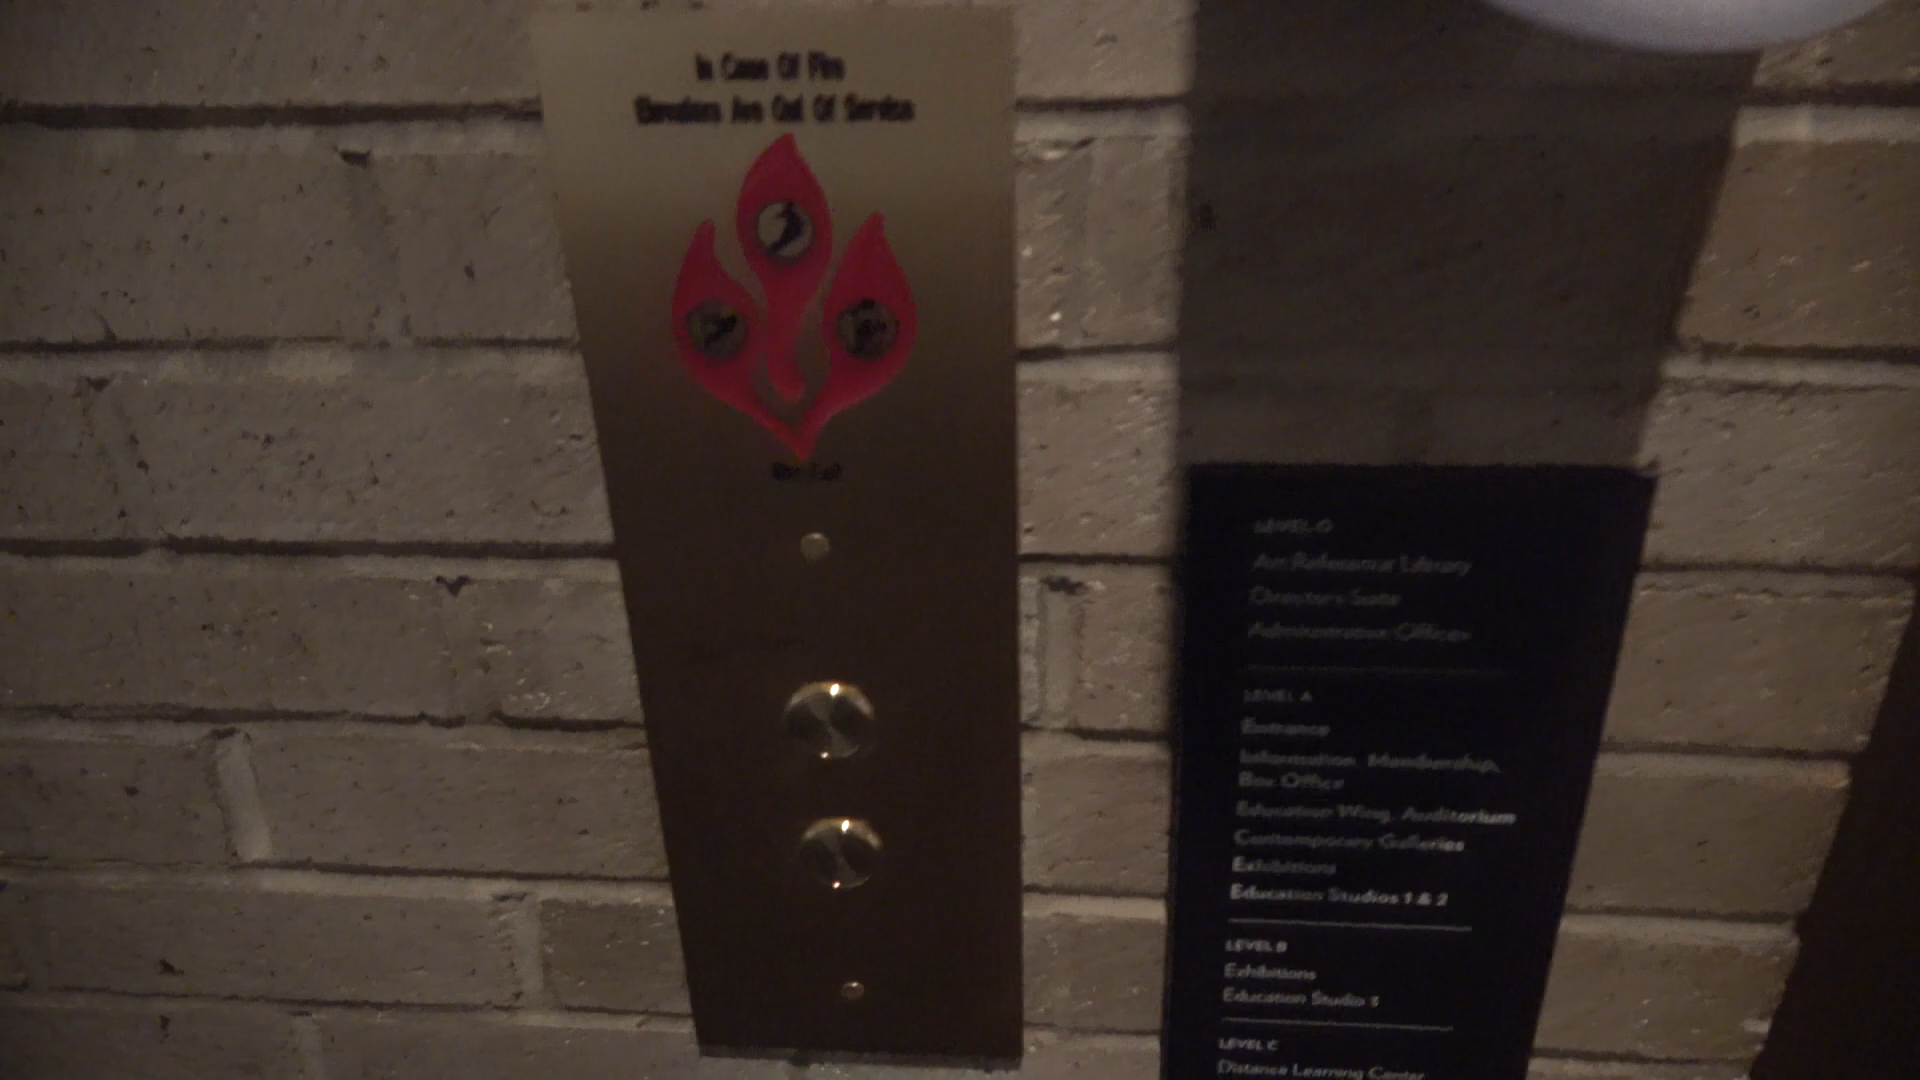 In Case Of Fire
Elevators Are Out Of Service
LEVEL O
Art Reference Library
Director's Suite
Administrative Offices
LEVEL A
Entrance
Information, Membership,
Box Office
Education Wing, Auditorium
Contemporary Galleries
Exhibitions
Education Studios 1 & 2
LEVEL B
Exhibitions
Education Studio 3
LEVEL C
Distance Learning Center